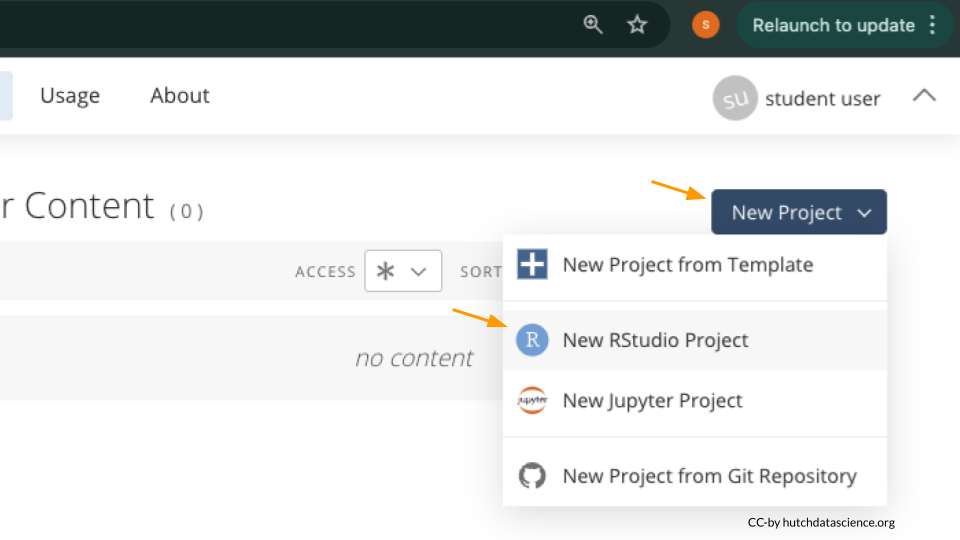 S
Relaunch to update
Usage
About
su
student user
r Content ( 0 )
New Project
ACCESS
*
SORT
New Project from Template
R
New RStudio Project
no content
jupyter
New Jupyter Project
New Project from Git Repository
CC-by hutchdatascience.org